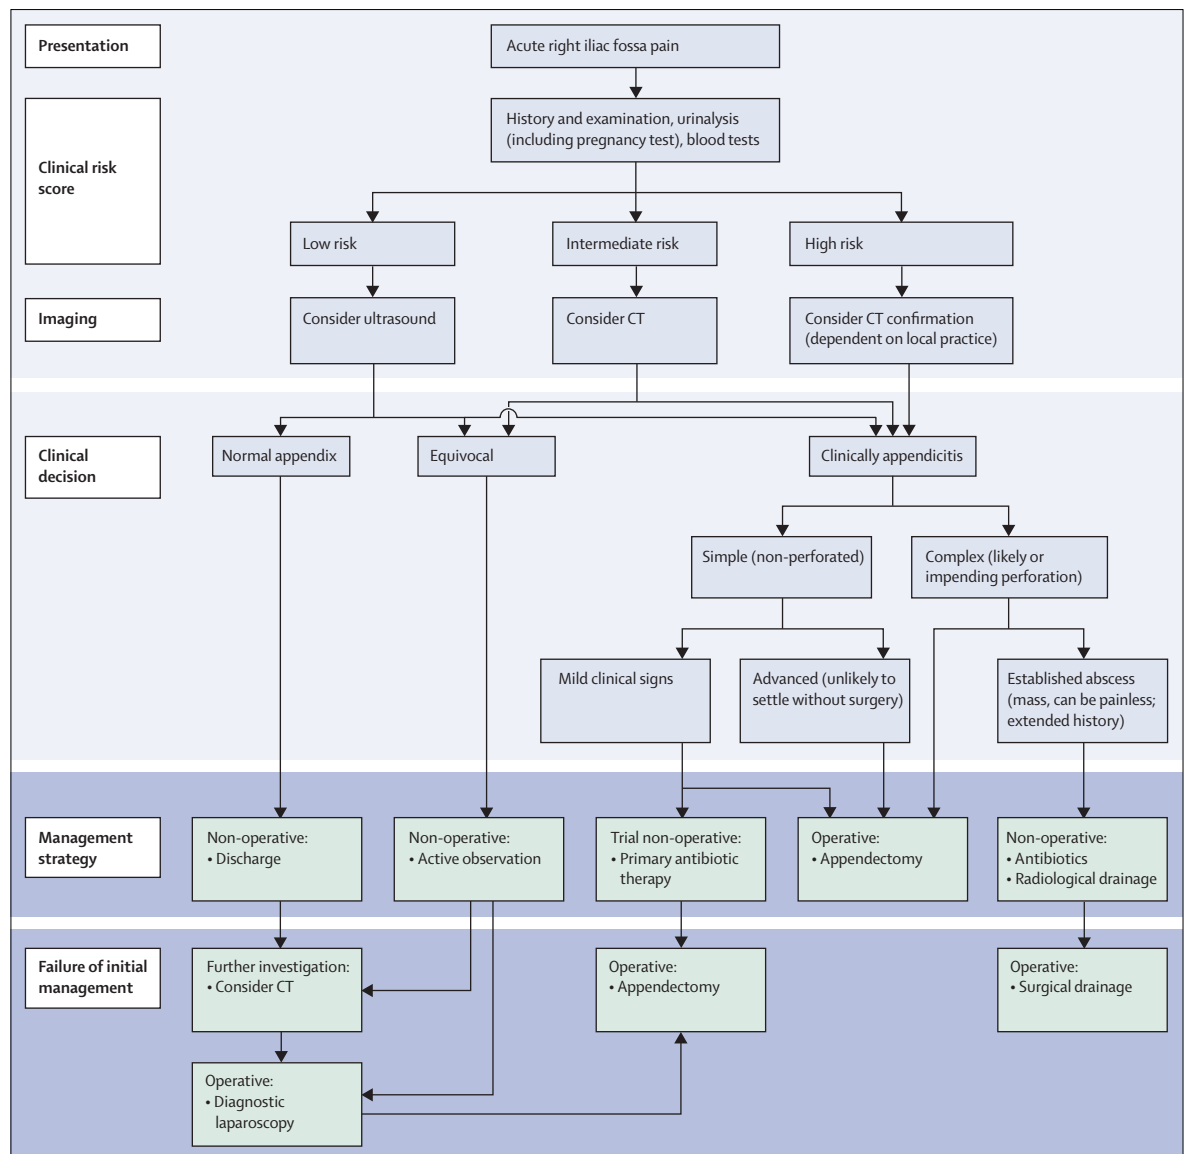 Presentation
Acute right iliac fossa pain
Clinical risk
score
History and examination, urinalysis
(including pregnancy test), blood tests
Low risk
Intermediate risk
High risk
Imaging
Consider ultrasound
Consider CT
Consider CT confirmation
(dependent on local practice)
Clinical
decision
Normal appendix
Equivocal
Clinically appendicitis
Simple (non-perforated)
Complex (likely or
impending perforation)
Mild clinical signs
Advanced (unlikely to
settle without surgery)
Established abscess
(mass, can be painless;
extended history)
Management
strategy
Non-operative:
• Discharge
Non-operative:
• Active observation
Trial non-operative:
• Primary antibiotic
therapy
Operative:
• Appendectomy
Non-operative:
• Antibiotics
• Radiological drainage
Failure of initial
management
Further investigation:
• Consider CT
Operative:
• Appendectomy
Operative:
• Surgical drainage
Operative:
• Diagnostic
laparoscopy